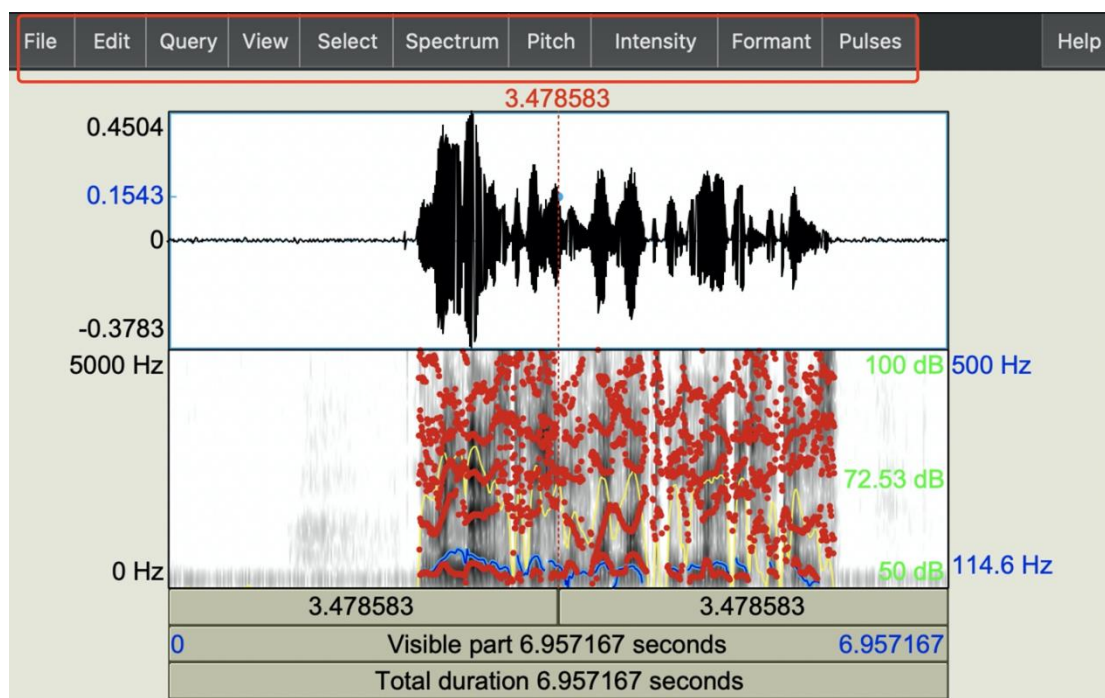 File Edit Query View Select Spectrum Pitch Intensity Formant Pulses Help
3.478583
0.4504
0.1543
0
-0.3783
5000 Hz 100 dB 500 Hz
72.53 dB
0 Hz 50 dB 114.6 Hz
3.478583 3.478583
0 Visible part 6.957167 seconds 6.957167
Total duration 6.957167 seconds